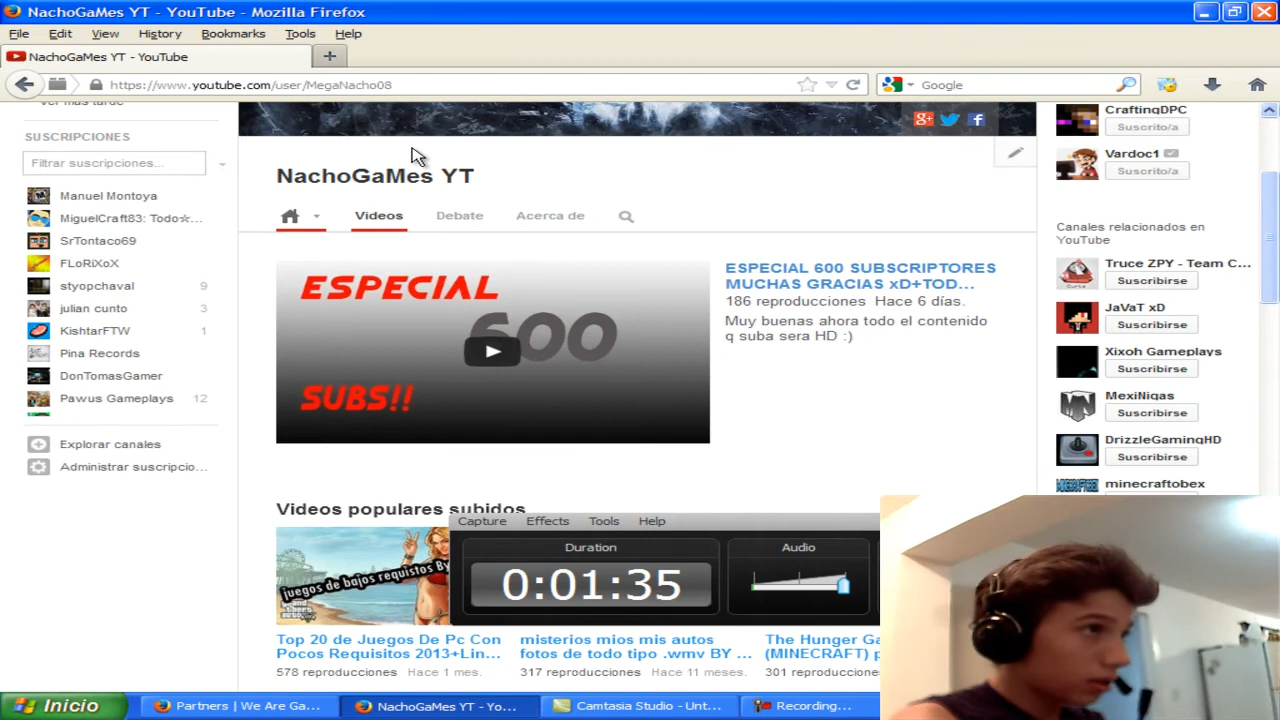 NachoGaMes YT - YouTube - Mozilla Firefox
File Edit View History Bookmarks Tools Help
NachoGaMes YT - YouTube
https://www.youtube.com/user/MegaNacho08
Google
Ver más tarde
SUSCRIPCIONES
Filtrar suscripciones...
Manuel Montoya
MiguelCraft83: Todo☆...
SrTontaco69
FLoRiXoX
styopchaval 9
julian cunto 3
KishtarFTW 1
Pina Records
DonTomasGamer
Pawus Gameplays 12
Explorar canales
Administrar suscripcio...
NachoGaMes YT
Videos Debate Acerca de
ESPECIAL
600
SUBS!!
ESPECIAL 600 SUBSCRIPTORES
MUCHAS GRACIAS xD+TOD...
186 reproducciones Hace 6 días.
Muy buenas ahora todo el contenido
q suba sera HD :)
Videos populares subidos
juegos de bajos requistos By
Top 20 de Juegos De Pc Con
Pocos Requisitos 2013+Lin...
578 reproducciones Hace 1 mes.
misterios mios mis autos
fotos de todo tipo .wmv BY ...
317 reproducciones Hace 11 meses.
The Hunger Ga
(MINECRAFT) p
301 reproducciones
Capture Effects Tools Help
Duration
0:01:35
Audio
CraftingDPC
Suscrito/a
Vardoc1
Suscrito/a
Canales relacionados en
YouTube
Truce ZPY - Team C...
Suscribirse
JaVaT xD
Suscribirse
Xixoh Gameplays
Suscribirse
MexiNigas
Suscribirse
DrizzleGamingHD
Suscribirse
minecraftobex
Inicio
Partners | We Are Ga...
NachoGaMes YT - Yo...
Camtasia Studio - Unt...
Recording...